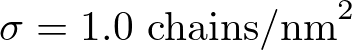 σ = 1.0 chains/nm²